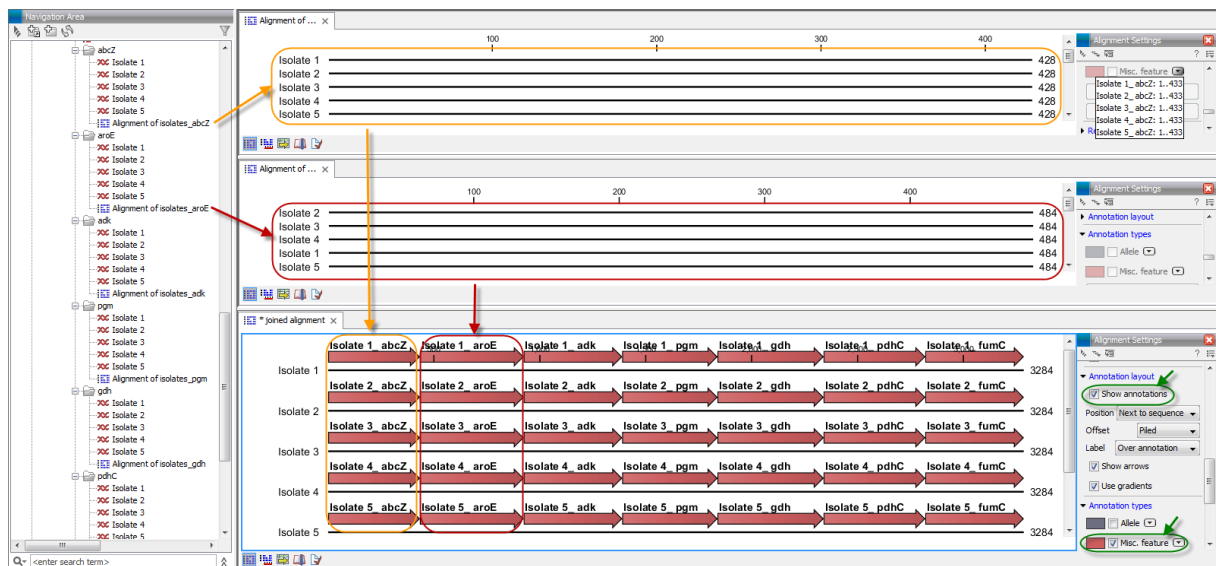 Navigation Area
abcZ
Isolate 1
Isolate 2
Isolate 3
Isolate 4
Isolate 5
Alignment of isolates_abcZ
aroE
Isolate 1
Isolate 2
Isolate 3
Isolate 4
Isolate 5
Alignment of isolates_aroE
adk
Isolate 1
Isolate 2
Isolate 3
Isolate 4
Isolate 5
Alignment of isolates_adk
pgm
Isolate 1
Isolate 2
Isolate 3
Isolate 4
Isolate 5
Alignment of isolates_pgm
gdh
Isolate 1
Isolate 2
Isolate 3
Isolate 4
Isolate 5
Alignment of isolates_gdh
pdhC
Isolate 1
Isolate 2
Isolate 3
Isolate 4
Isolate 5
<enter search term>
Alignment of ...
100 200 300 400
Isolate 1 428
Isolate 2 428
Isolate 3 428
Isolate 4 428
Isolate 5 428
Alignment Settings
Misc. feature
Isolate 1_ abcZ: 1..433
Isolate 2_ abcZ: 1..433
Isolate 3_ abcZ: 1..433
Isolate 4_ abcZ: 1..433
Isolate 5_ abcZ: 1..433
Alignment of ...
100 200 300 400
Isolate 2 484
Isolate 3 484
Isolate 4 484
Isolate 1 484
Isolate 5 484
Alignment Settings
Annotation layout
Annotation types
Allele
Misc. feature
* joined alignment
Isolate 1_ abcZ Isolate 1_ aroE Isolate 1_ adk Isolate 1_ pgm Isolate 1_ gdh Isolate 1_ pdhC Isolate 1_ fumC
Isolate 1 3284
Isolate 2_ abcZ Isolate 2_ aroE Isolate 2_ adk Isolate 2_ pgm Isolate 2_ gdh Isolate 2_ pdhC Isolate 2_ fumC
Isolate 2 3284
Isolate 3_ abcZ Isolate 3_ aroE Isolate 3_ adk Isolate 3_ pgm Isolate 3_ gdh Isolate 3_ pdhC Isolate 3_ fumC
Isolate 3 3284
Isolate 4_ abcZ Isolate 4_ aroE Isolate 4_ adk Isolate 4_ pgm Isolate 4_ gdh Isolate 4_ pdhC Isolate 4_ fumC
Isolate 4 3284
Isolate 5_ abcZ Isolate 5_ aroE Isolate 5_ adk Isolate 5_ pgm Isolate 5_ gdh Isolate 5_ pdhC Isolate 5_ fumC
Isolate 5 3284
Alignment Settings
Annotation layout
Show annotations
Position Next to sequence
Offset Piled
Label Over annotation
Show arrows
Use gradients
Annotation types
Allele
Misc. feature